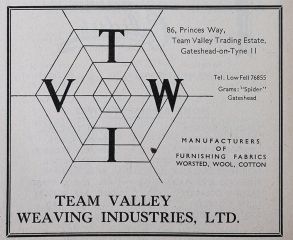 T
V W
I
86, Princes Way,
Team Valley Trading Estate,
Gateshead-on-Tyne 11
Tel. Low Fell 76855
Grams: "Spider"
Gateshead
MANUFACTURERS
OF
FURNISHING FABRICS
WORSTED, WOOL, COTTON
TEAM VALLEY
WEAVING INDUSTRIES, LTD.